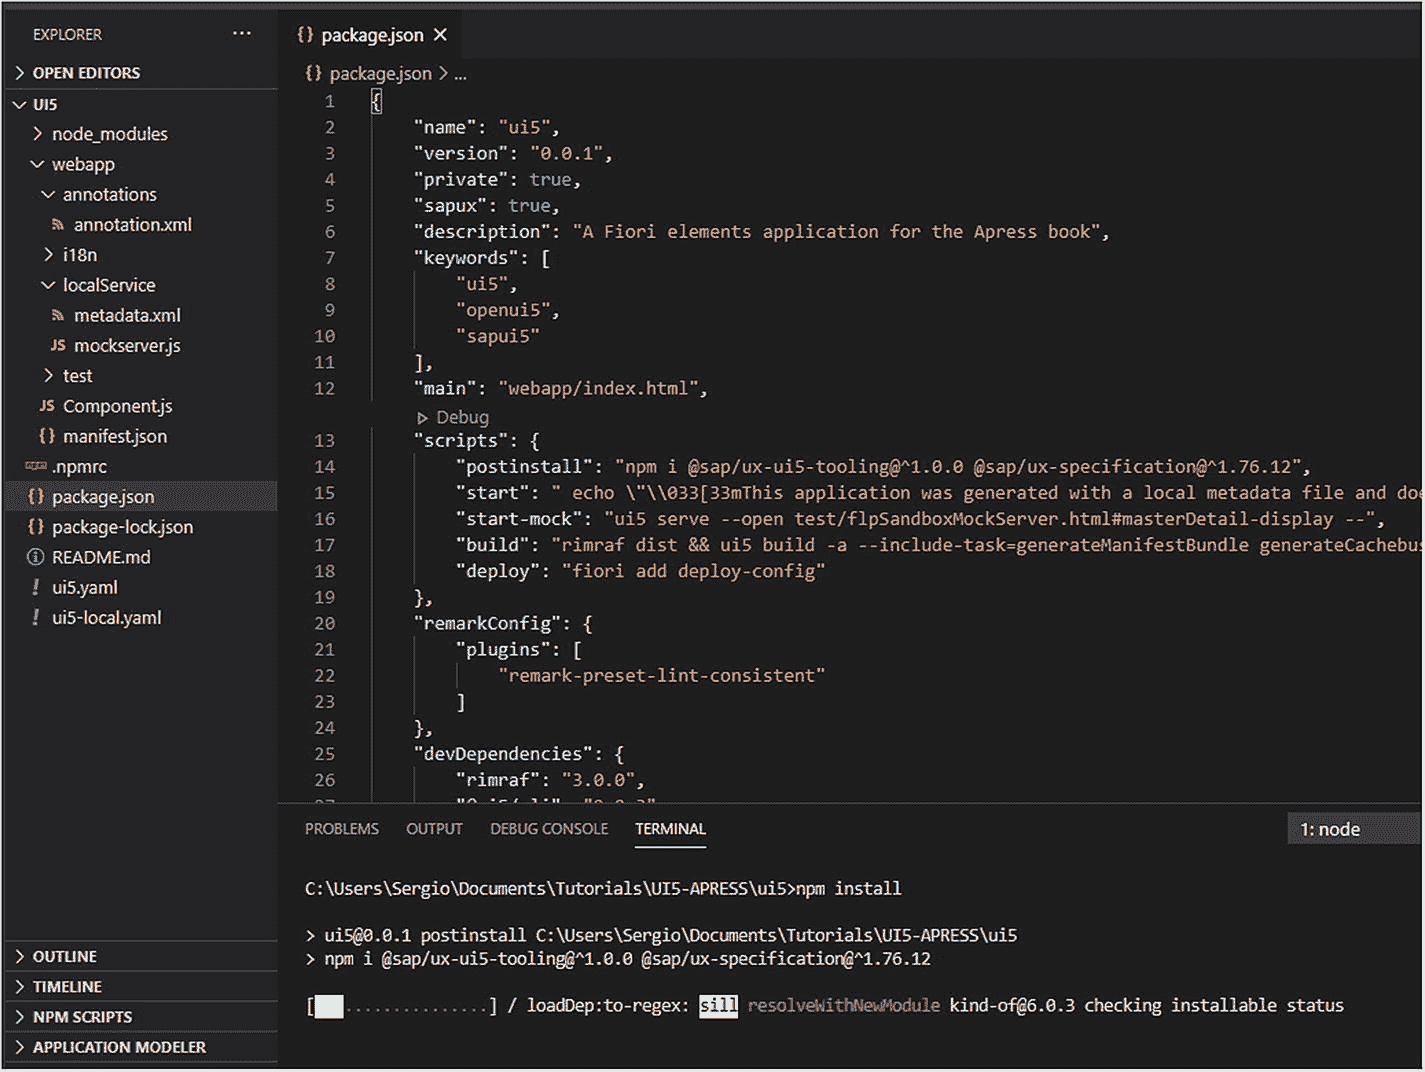 EXPLORER ...
OPEN EDITORS
UI5
node_modules
webapp
annotations
annotation.xml
i18n
localService
metadata.xml
JS mockserver.js
test
JS Component.js
{} manifest.json
npm .npmrc
{} package.json
{} package-lock.json
README.md
! ui5.yaml
! ui5-local.yaml
OUTLINE
TIMELINE
NPM SCRIPTS
APPLICATION MODELER
{} package.json ×
{} package.json > ...
1 {
2 "name": "ui5",
3 "version": "0.0.1",
4 "private": true,
5 "sapux": true,
6 "description": "A Fiori elements application for the Apress book",
7 "keywords": [
8 "ui5",
9 "openui5",
10 "sapui5"
11 ],
12 "main": "webapp/index.html",
Debug
13 "scripts": {
14 "postinstall": "npm i @sap/ux-ui5-tooling@^1.0.0 @sap/ux-specification@^1.76.12",
15 "start": " echo \"\\033[33mThis application was generated with a local metadata file and doe
16 "start-mock": "ui5 serve --open test/flpSandboxMockServer.html#masterDetail-display --",
17 "build": "rimraf dist && ui5 build -a --include-task=generateManifestBundle generateCachebus
18 "deploy": "fiori add deploy-config"
19 },
20 "remarkConfig": {
21 "plugins": [
22 "remark-preset-lint-consistent"
23 ]
24 },
25 "devDependencies": {
26 "rimraf": "3.0.0",
PROBLEMS OUTPUT DEBUG CONSOLE TERMINAL 1: node
C:\Users\Sergio\Documents\Tutorials\UI5-APRESS\ui5>npm install
> ui5@0.0.1 postinstall C:\Users\Sergio\Documents\Tutorials\UI5-APRESS\ui5
> npm i @sap/ux-ui5-tooling@^1.0.0 @sap/ux-specification@^1.76.12
[ ...............] / loadDep:to-regex: sill resolveWithNewModule kind-of@6.0.3 checking installable status